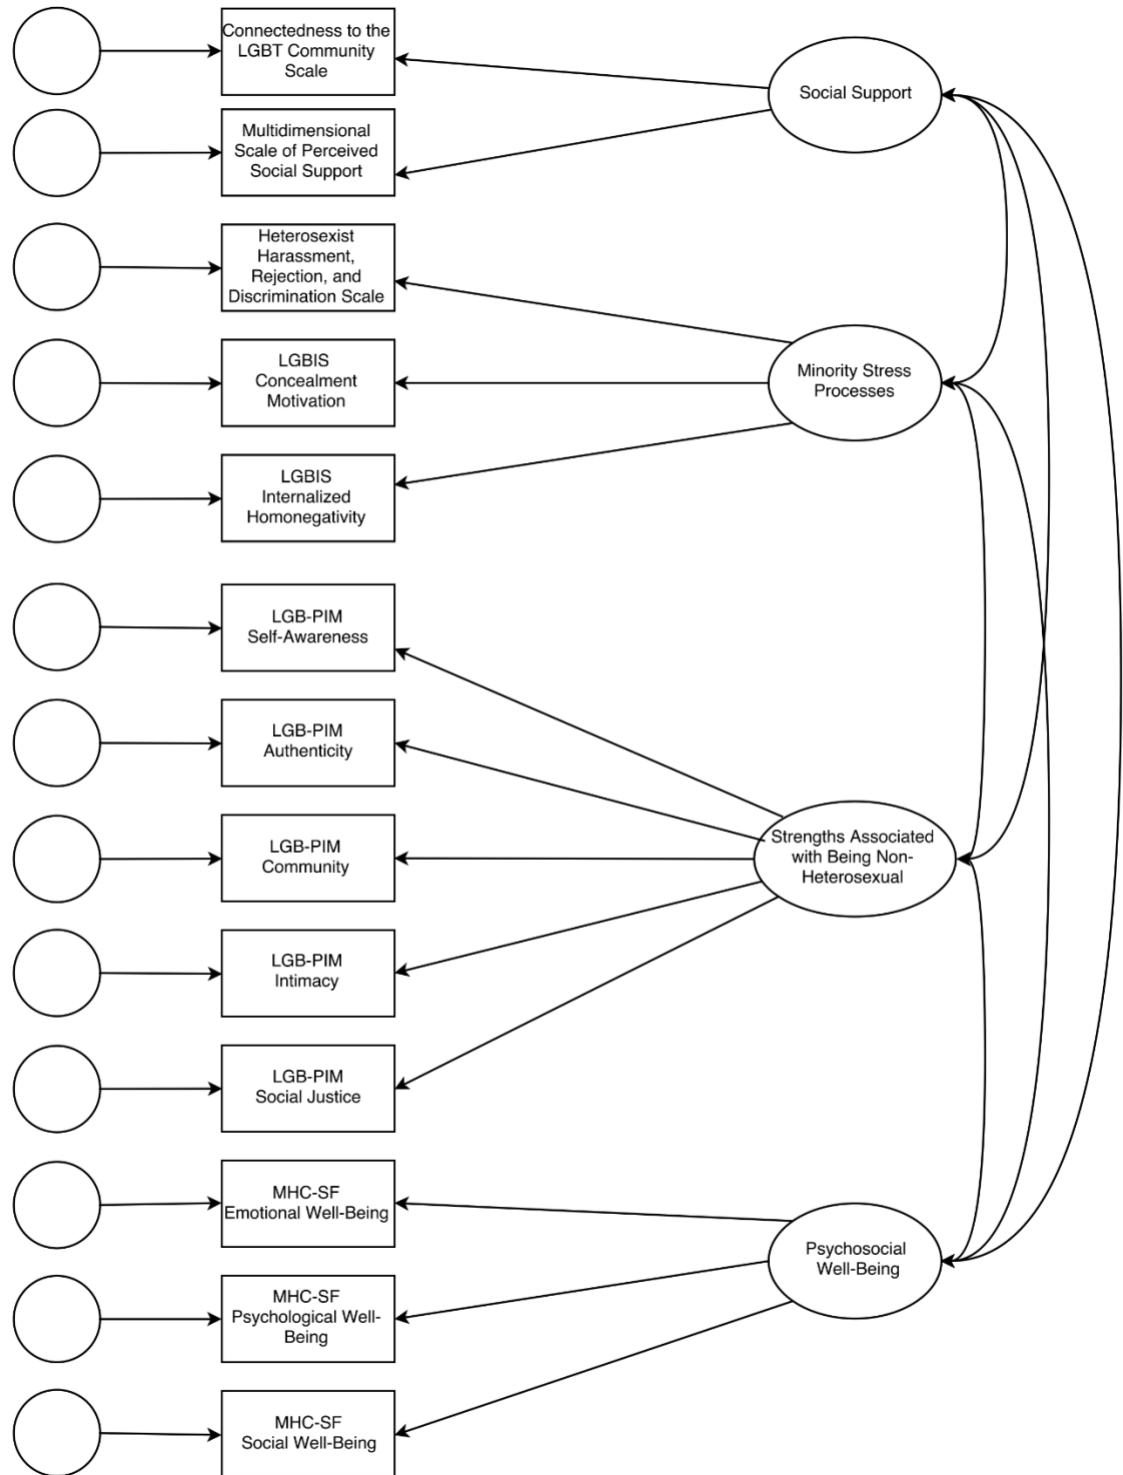 Connectedness to the
LGBT Community
Scale
Social Support
Multidimensional
Scale of Perceived
Social Support
Heterosexist
Harassment,
Rejection, and
Discrimination Scale
LGBIS
Concealment
Motivation
Minority Stress
Processes
LGBIS
Internalized
Homonegativity
LGB-PIM
Self-Awareness
LGB-PIM
Authenticity
LGB-PIM
Community
Strengths Associated
with Being Non-
Heterosexual
LGB-PIM
Intimacy
LGB-PIM
Social Justice
MHC-SF
Emotional Well-Being
Psychosocial
Well-Being
MHC-SF
Psychological Well-
Being
MHC-SF
Social Well-Being